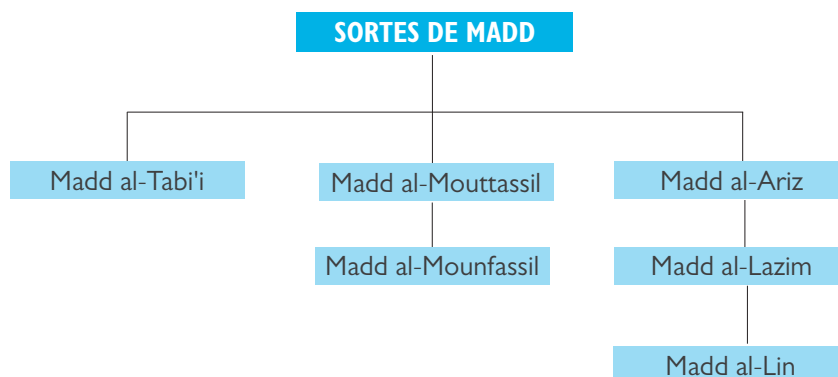 SORTES DE MADD
Madd al-Tabi'i
Madd al-Mouttassil
Madd al-Ariz
Madd al-Mounfassil
Madd al-Lazim
Madd al-Lin